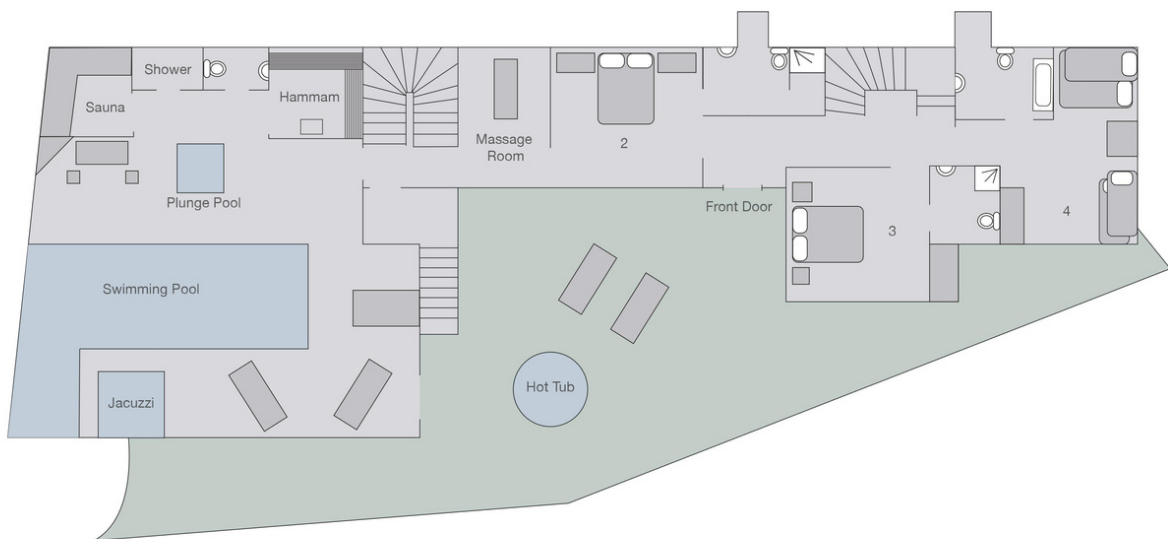 Shower
Sauna
Hammam
Massage
Room
2
Plunge Pool
Front Door
4
3
Swimming Pool
Hot Tub
Jacuzzi